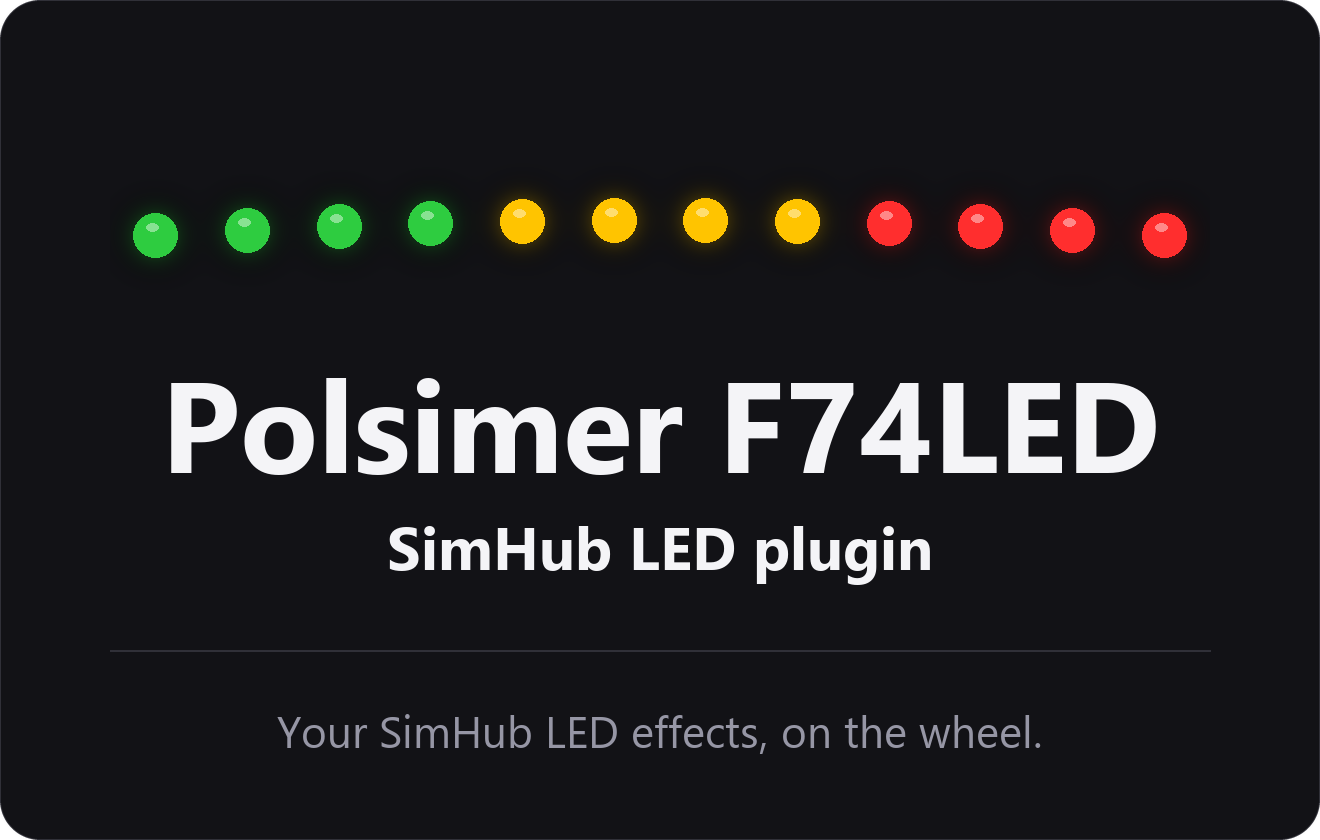 Polsimer F74LED
SimHub LED plugin
Your SimHub LED effects, on the wheel.